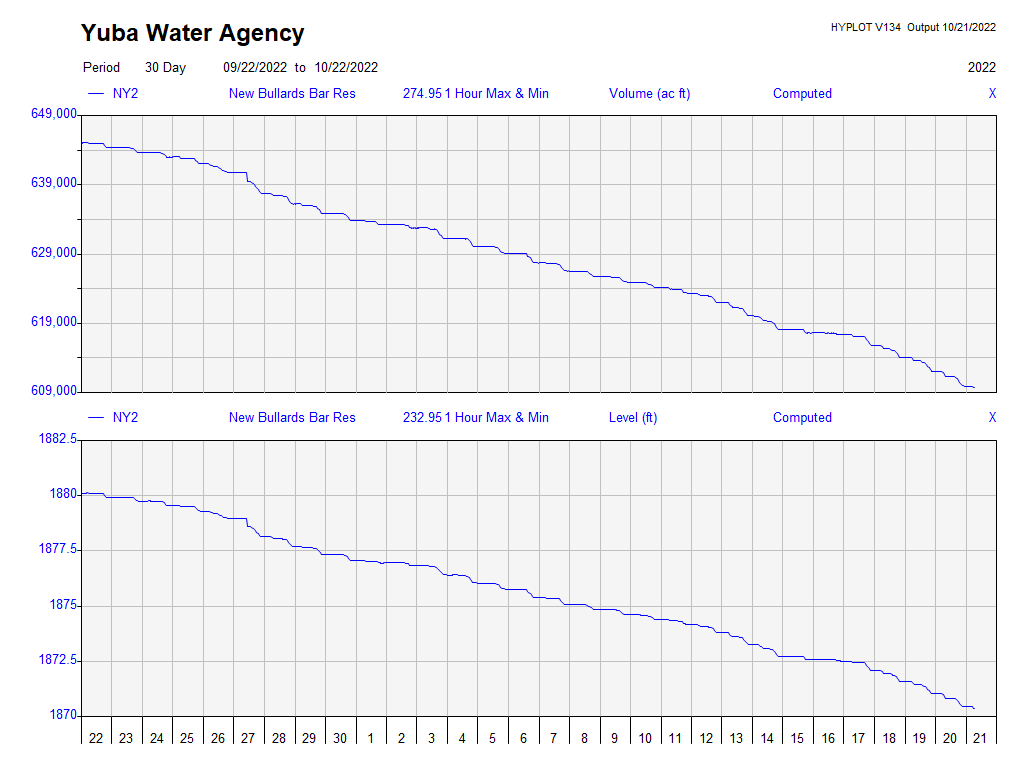 Yuba Water Agency
HYPLOT V134 Output 10/21/2022
Period 30 Day 09/22/2022 to 10/22/2022 2022
NY2 New Bullards Bar Res 274.95 1 Hour Max & Min Volume (ac ft) Computed X
649,000
639,000
629,000
619,000
609,000
NY2 New Bullards Bar Res 232.95 1 Hour Max & Min Level (ft) Computed X
1882.5
1880
1877.5
1875
1872.5
1870
22 23 24 25 26 27 28 29 30 1 2 3 4 5 6 7 8 9 10 11 12 13 14 15 16 17 18 19 20 21